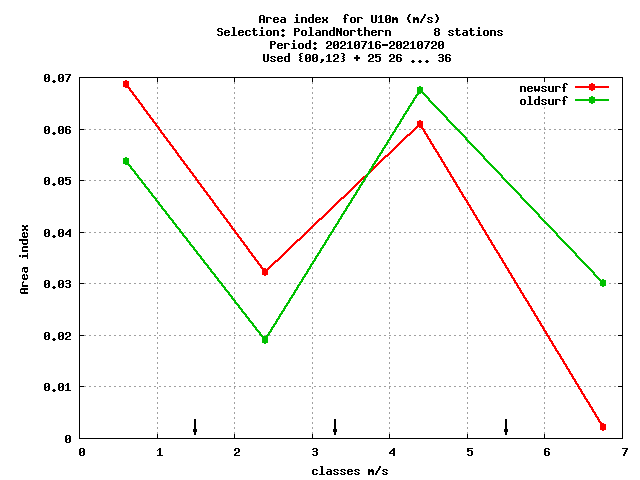 Area index  for U10m (m/s)
Selection: PolandNorthern      8 stations
Period: 20210716-20210720
Used {00,12} + 25 26 ... 36
newsurf
oldsurf
0.07
0.06
0.05
0.04
0.03
0.02
0.01
0
Area index
0 1 2 3 4 5 6 7
classes m/s